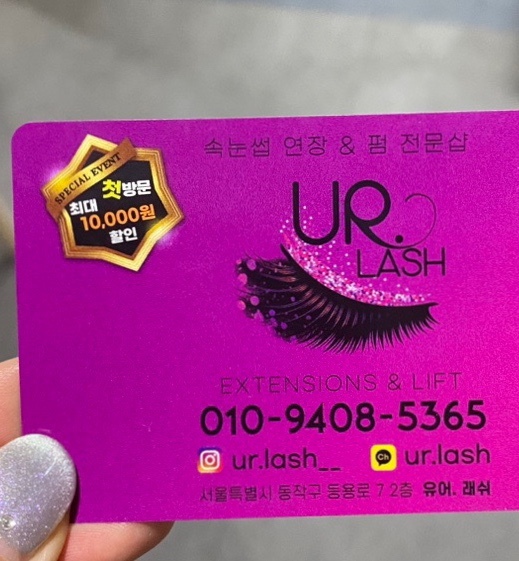 속눈썹 연장 & 펌 전문샵
SPECIAL EVENT
첫방문
최대
10,000원
할인
UR.
LASH
EXTENSIONS & LIFT
010-9408-5365
ur.lash__
Ch ur.lash
서울특별시 동작구 동용로 7 2층 유어. 래쉬